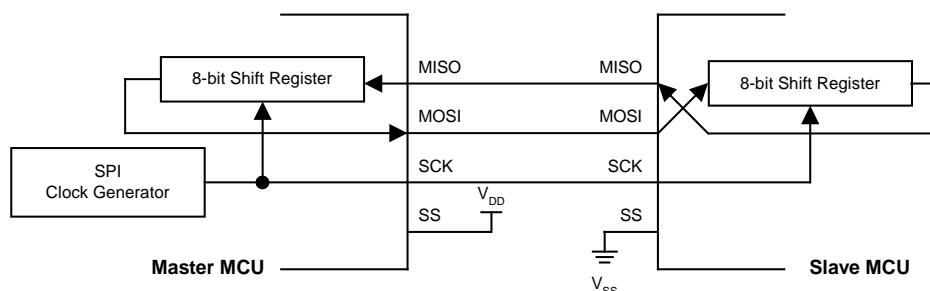 8-bit Shift Register
MISO
MISO
8-bit Shift Register
MOSI
MOSI
SPI
Clock Generator
SCK
SCK
VDD
SS
SS
Master MCU
VSS
Slave MCU